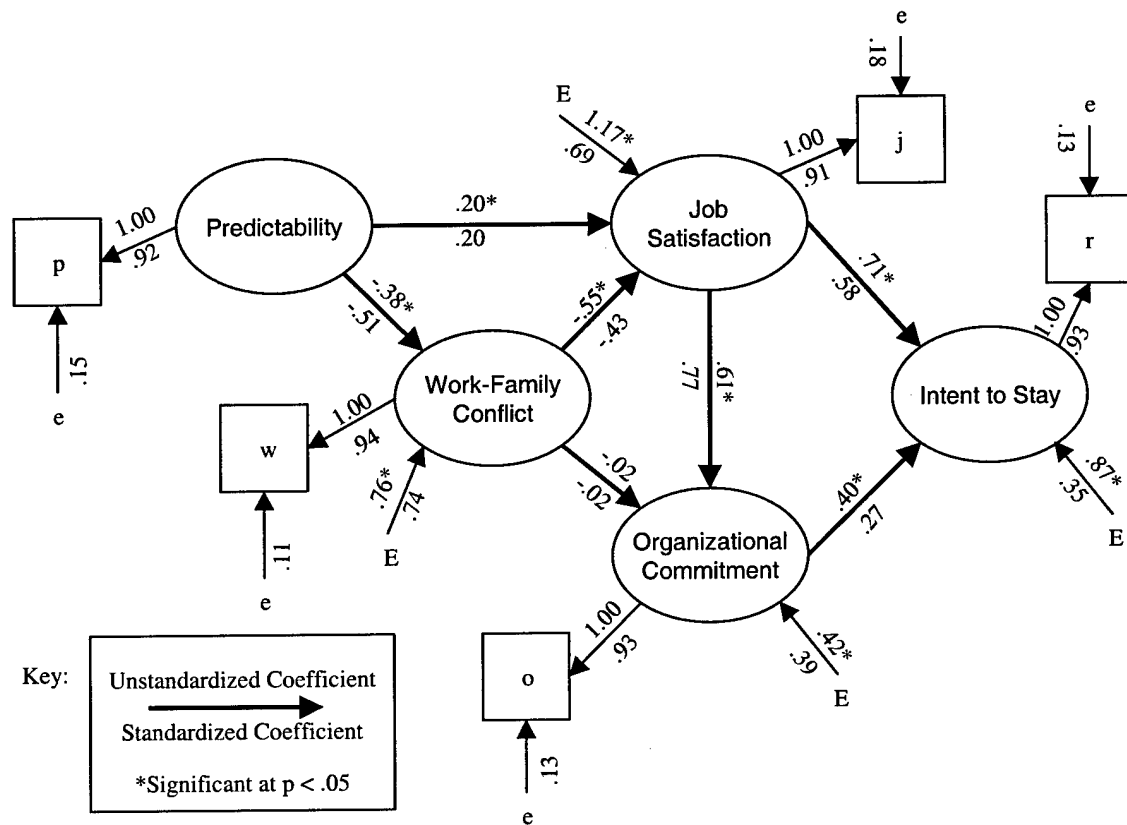 e
.18
j
E
1.17*
.69
1.00
.91
e
.13
r
1.00
.93
Predictability
1.00
.92
p
.15
e
.20*
.20
Job
Satisfaction
-.38*
-.51
-.55*
-.43
.71*
.58
.61*
.77
Work-Family
Conflict
1.00
.94
w
.11
e
.76*
.74
E
-.02
-.02
Intent to Stay
.87*
.35
E
.40*
.27
Organizational
Commitment
1.00
.93
o
.13
e
.42*
.39
E
Key:
Unstandardized Coefficient
Standardized Coefficient
*Significant at p < .05